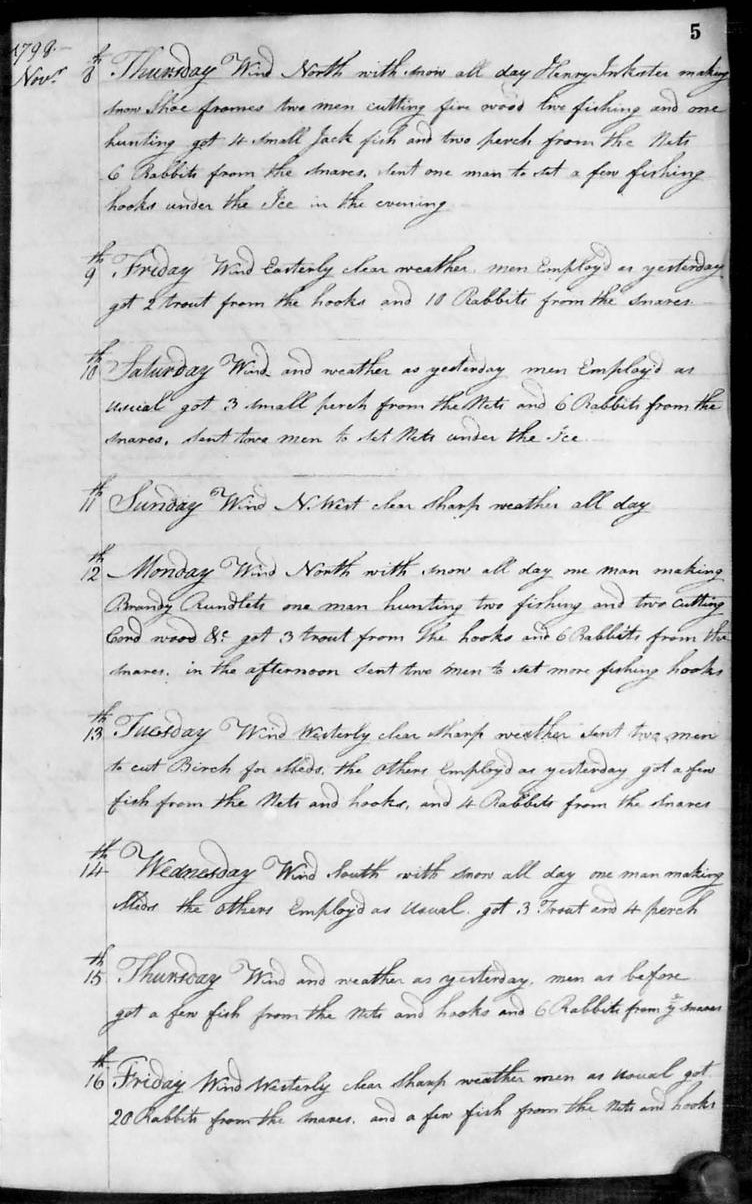 5
179
Novr 8th Thursday Wind North with snow all day Henry Inkster making
snow Shoe frames two men cutting fire wood two fishing and one
hunting got 4 small Jack fish and two perch from the Nets
6 Rabbits from the snares, sent one man to set a few fishing
hooks under the Ice in the evening
9th Friday Wind Easterly clear weather. men Employ'd as yesterday
got 2 trout from the hooks and 10 Rabbits from the snares
10th Saturday Wind and weather as yesterday men Employ'd as
usual got 3 small perch from the Nets and 6 Rabbits from the
snares, sent two men to set Nets under the Ice
11th Sunday Wind N. West clear sharp weather all day
12th Monday Wind North with snow all day one man making
Brandy Rundlets one man hunting two fishing and two cutting
Cord wood &c got 3 trout from the hooks and 6 Rabbits from the
snares. in the afternoon sent two men to set more fishing hooks
13th Tuesday Wind Westerly clear sharp weather sent two men
to cut Birch for Sleds, the others Employ'd as yesterday got a few
fish from the Nets and hooks, and 4 Rabbits from the snares
14th Wednesday Wind South with snow all day one man making
Sleds the others Employ'd as usual. got 3 Trout and 4 perch
15th Thursday Wind and weather as yesterday. men as before
got a few fish from the Nets and hooks and 6 Rabbits from ye snares
16th Friday Wind Westerly clear sharp weather men as usual got
20 Rabbits from the snares. and a few fish from the Nets and hooks